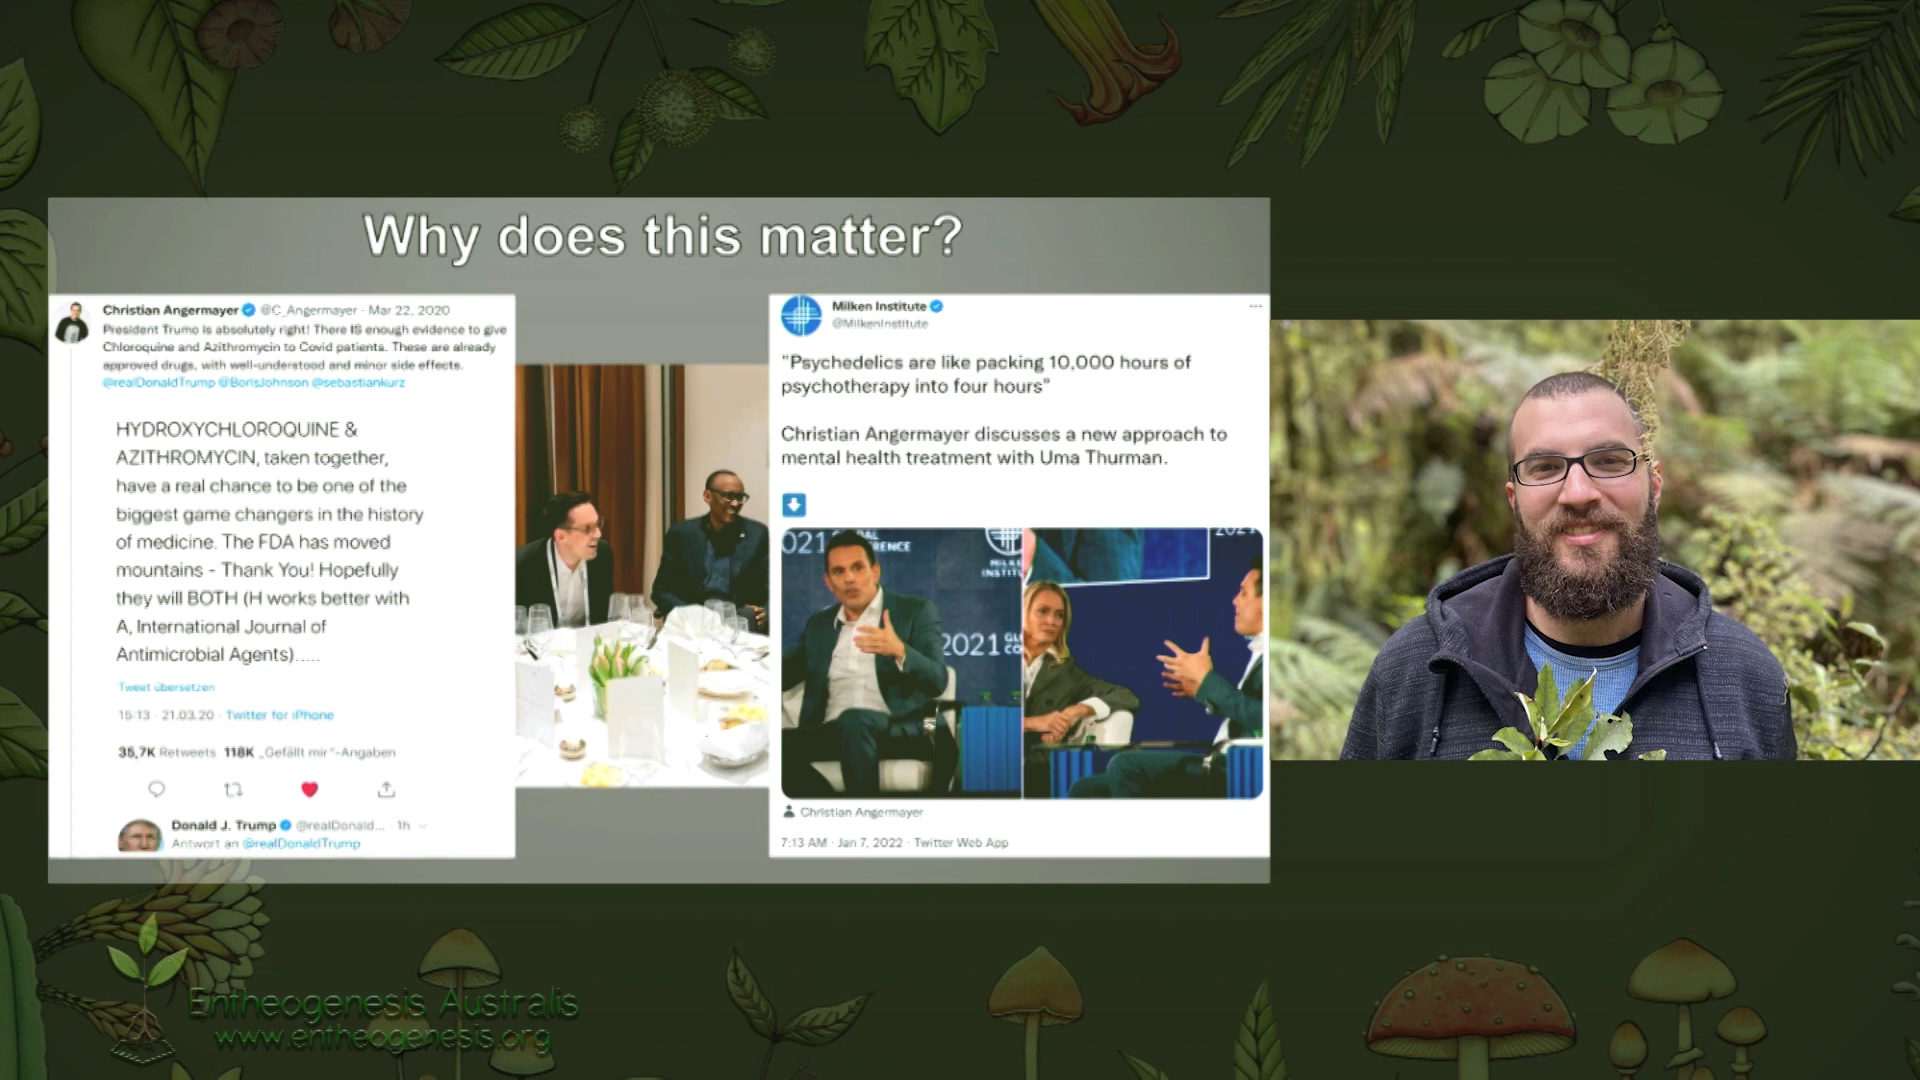 Why does this matter?
Christian Angermayer @C_Angermayer · Mar 22, 2020
President Trump is absolutely right! There IS enough evidence to give
Chloroquine and Azithromycin to Covid patients. These are already
approved drugs, with well-understood and minor side effects.
@realDonaldTrump @BorisJohnson @sebastiankurz
HYDROXYCHLOROQUINE &
AZITHROMYCIN, taken together,
have a real chance to be one of the
biggest game changers in the history
of medicine. The FDA has moved
mountains - Thank You! Hopefully
they will BOTH (H works better with
A, International Journal of
Antimicrobial Agents).....
Tweet übersetzen
15:13 · 21.03.20 · Twitter for iPhone
35,7K Retweets 118K „Gefällt mir“-Angaben
Donald J. Trump @realDonald... · 1h
Antwort an @realDonaldTrump
Milken Institute
@MilkenInstitute
"Psychedelics are like packing 10,000 hours of
psychotherapy into four hours"
Christian Angermayer discusses a new approach to
mental health treatment with Uma Thurman.
2021
Christian Angermayer
7:13 AM · Jan 7, 2022 · Twitter Web App
Entheogenesis Australis
www.entheogenesis.org